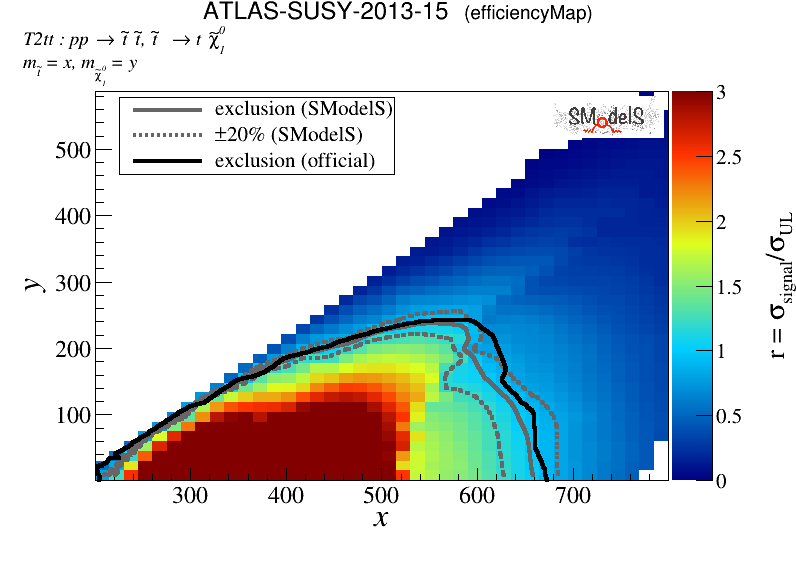 ATLAS-SUSY-2013-15 (efficiencyMap)
T2tt : pp → t̃ t̃, t̃ → t χ̃⁰₁
m_t̃ = x, m_χ̃⁰₁ = y
exclusion (SModelS)
±20% (SModelS)
exclusion (official)
SModelS
500
400
300
200
100
y
300
400
500
600
700
x
3
2.5
2
1.5
1
0.5
0
r = σ_signal/σ_UL